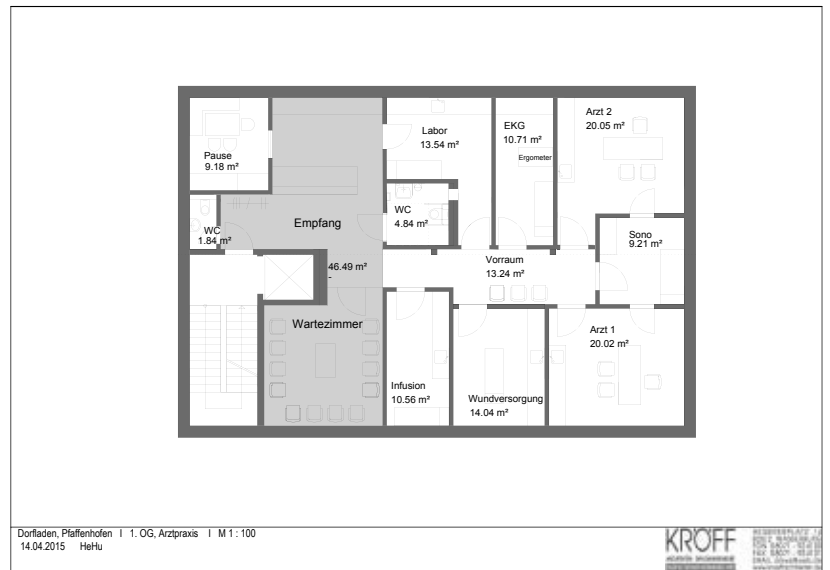 Pause
9.18 m²
WC
1.84 m²
Empfang
46.49 m²
-
Wartezimmer
Labor
13.54 m²
WC
4.84 m²
EKG
10.71 m²
Ergometer
Arzt 2
20.05 m²
Sono
9.21 m²
Vorraum
13.24 m²
Infusion
10.56 m²
Wundversorgung
14.04 m²
Arzt 1
20.02 m²
Dorfladen, Pfaffenhofen I 1. OG, Arztpraxis I M 1 : 100
14.04.2015 HeHu
KRÖFF